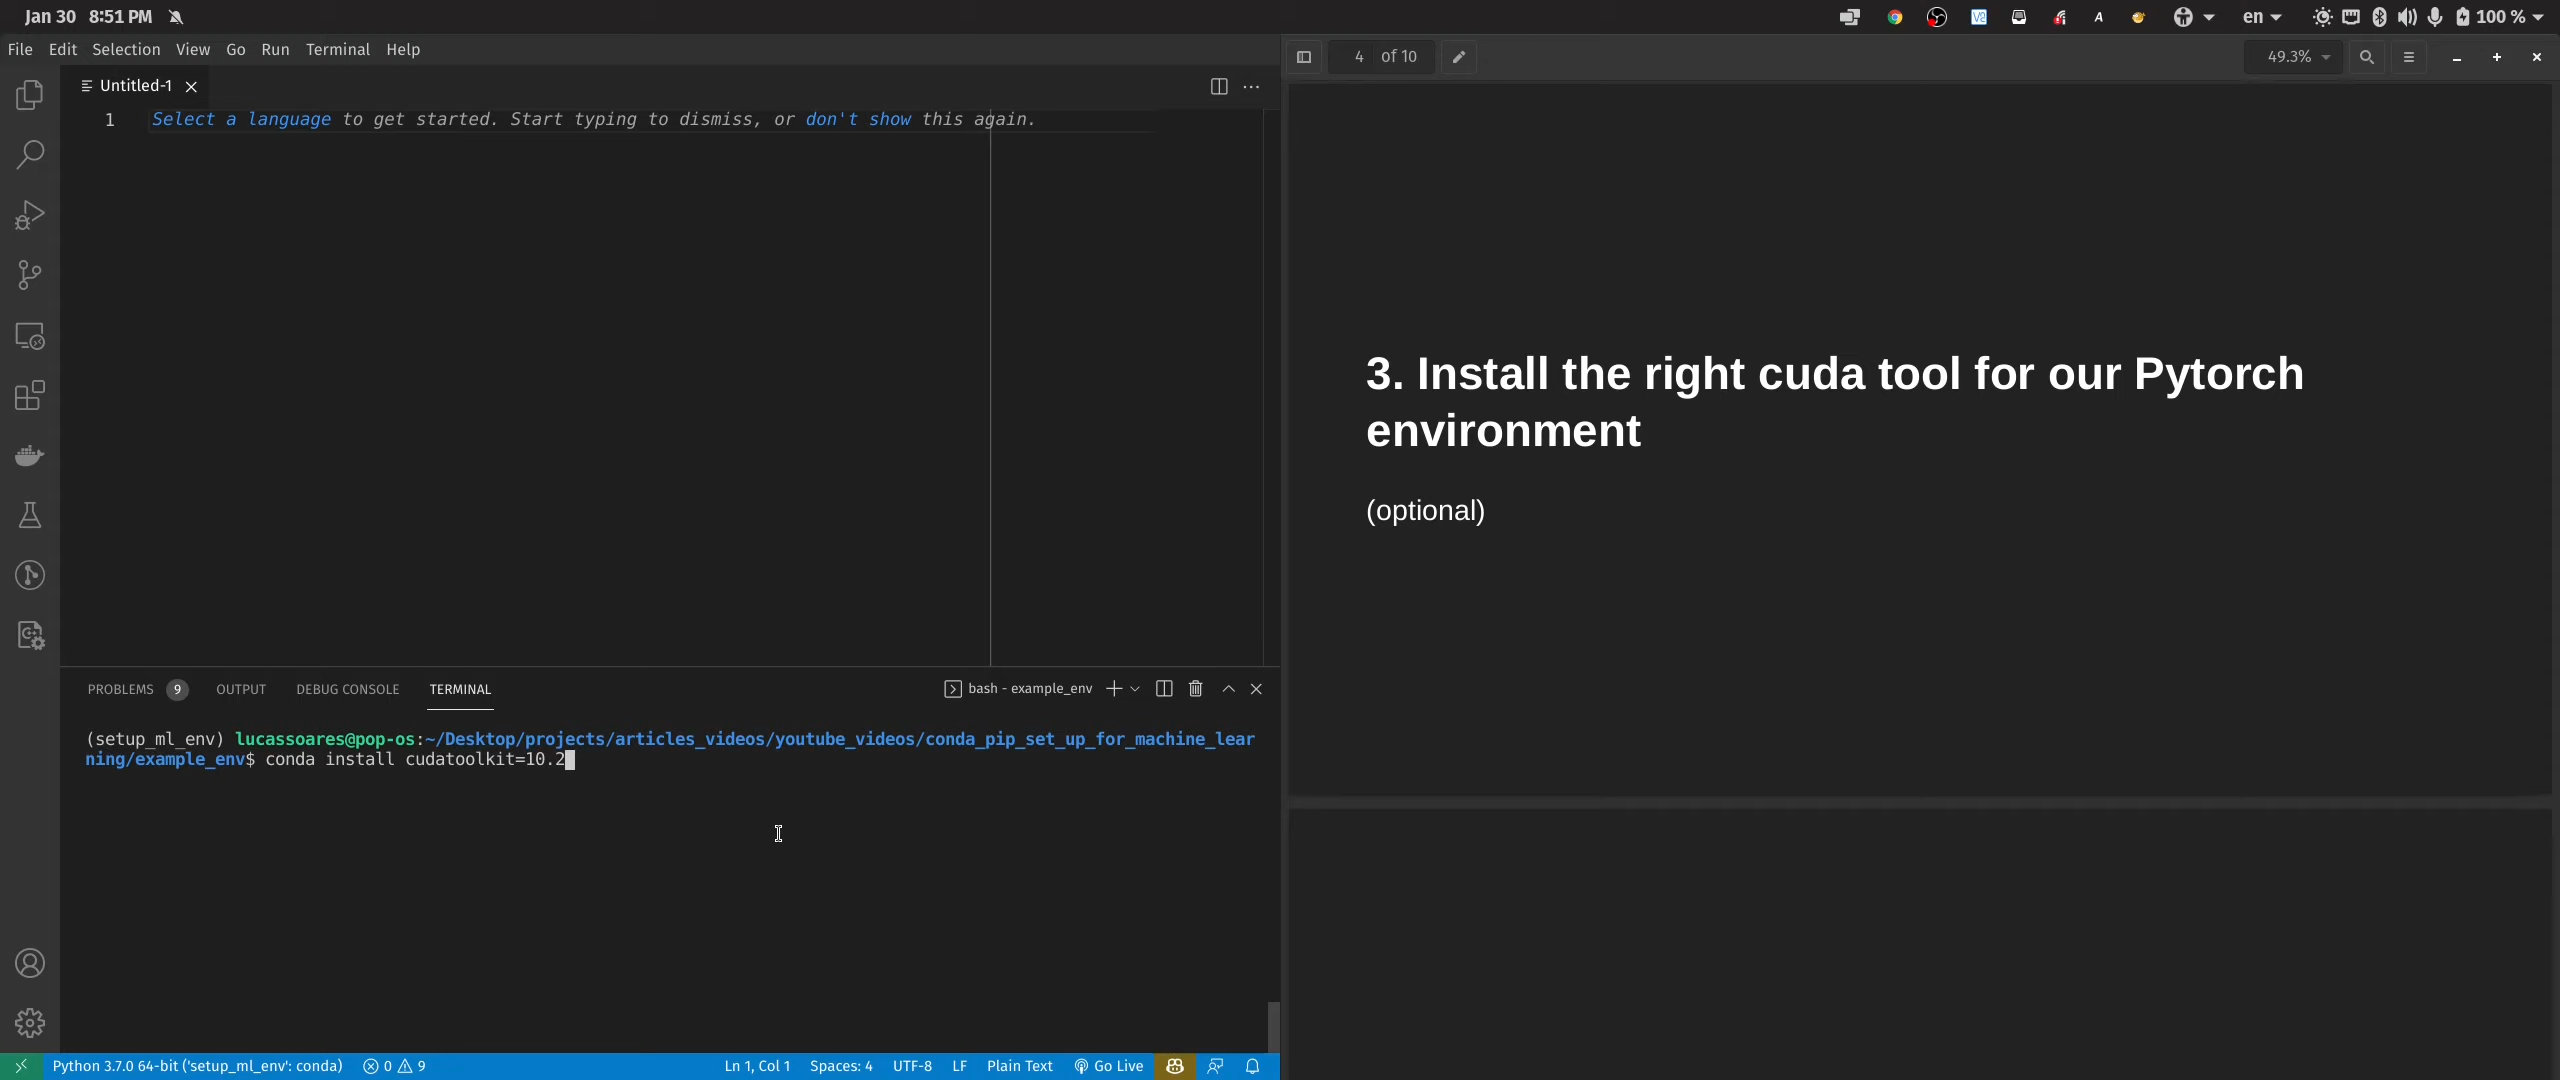 Jan 30 8:51 PM
en
100 %
File Edit Selection View Go Run Terminal Help
4 of 10
49.3%
Untitled-1
1 Select a language to get started. Start typing to dismiss, or don't show this again.
3. Install the right cuda tool for our Pytorch
environment
(optional)
PROBLEMS 9 OUTPUT DEBUG CONSOLE TERMINAL
bash - example_env
(setup_ml_env) lucassoares@pop-os:~/Desktop/projects/articles_videos/youtube_videos/conda_pip_set_up_for_machine_lear
ning/example_env$ conda install cudatoolkit=10.2
Python 3.7.0 64-bit ('setup_ml_env': conda) 0 9 Ln 1, Col 1 Spaces: 4 UTF-8 LF Plain Text Go Live